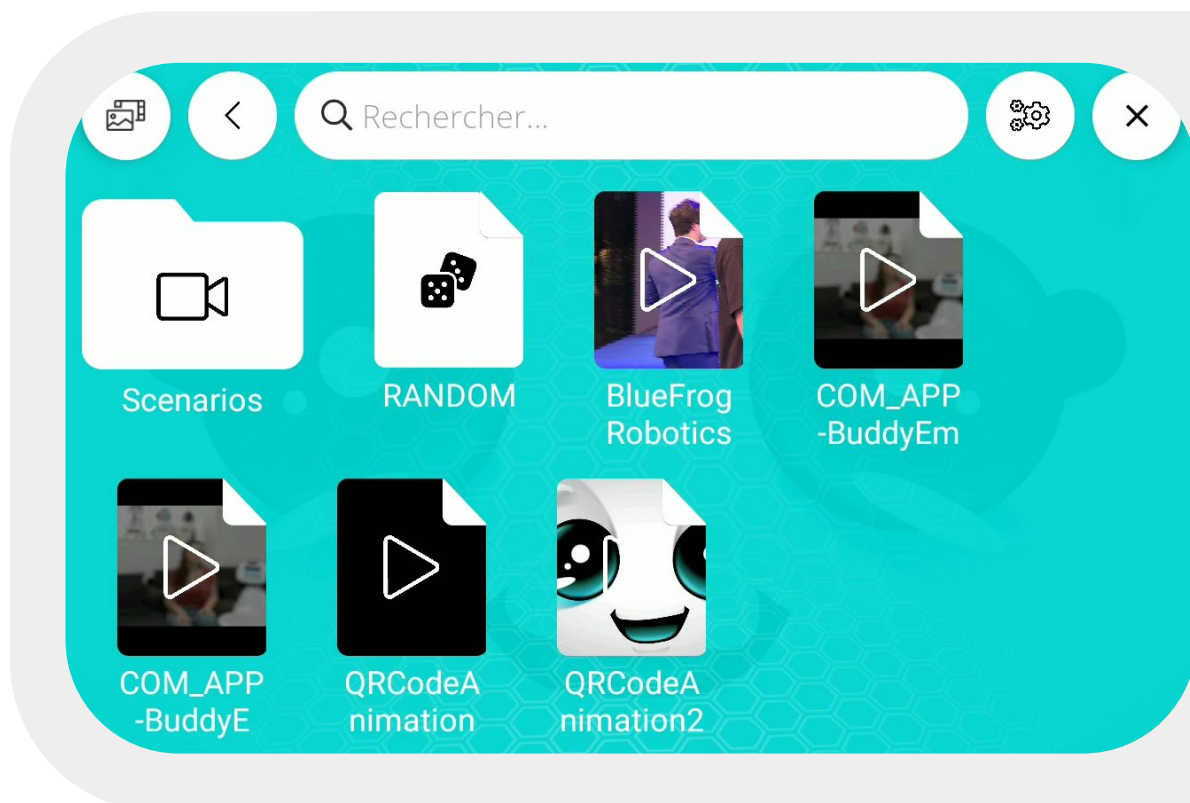 Rechercher...
Scenarios
RANDOM
BlueFrog
Robotics
COM_APP
-BuddyEm
COM_APP
-BuddyE
QRCodeA
nimation
QRCodeA
nimation2